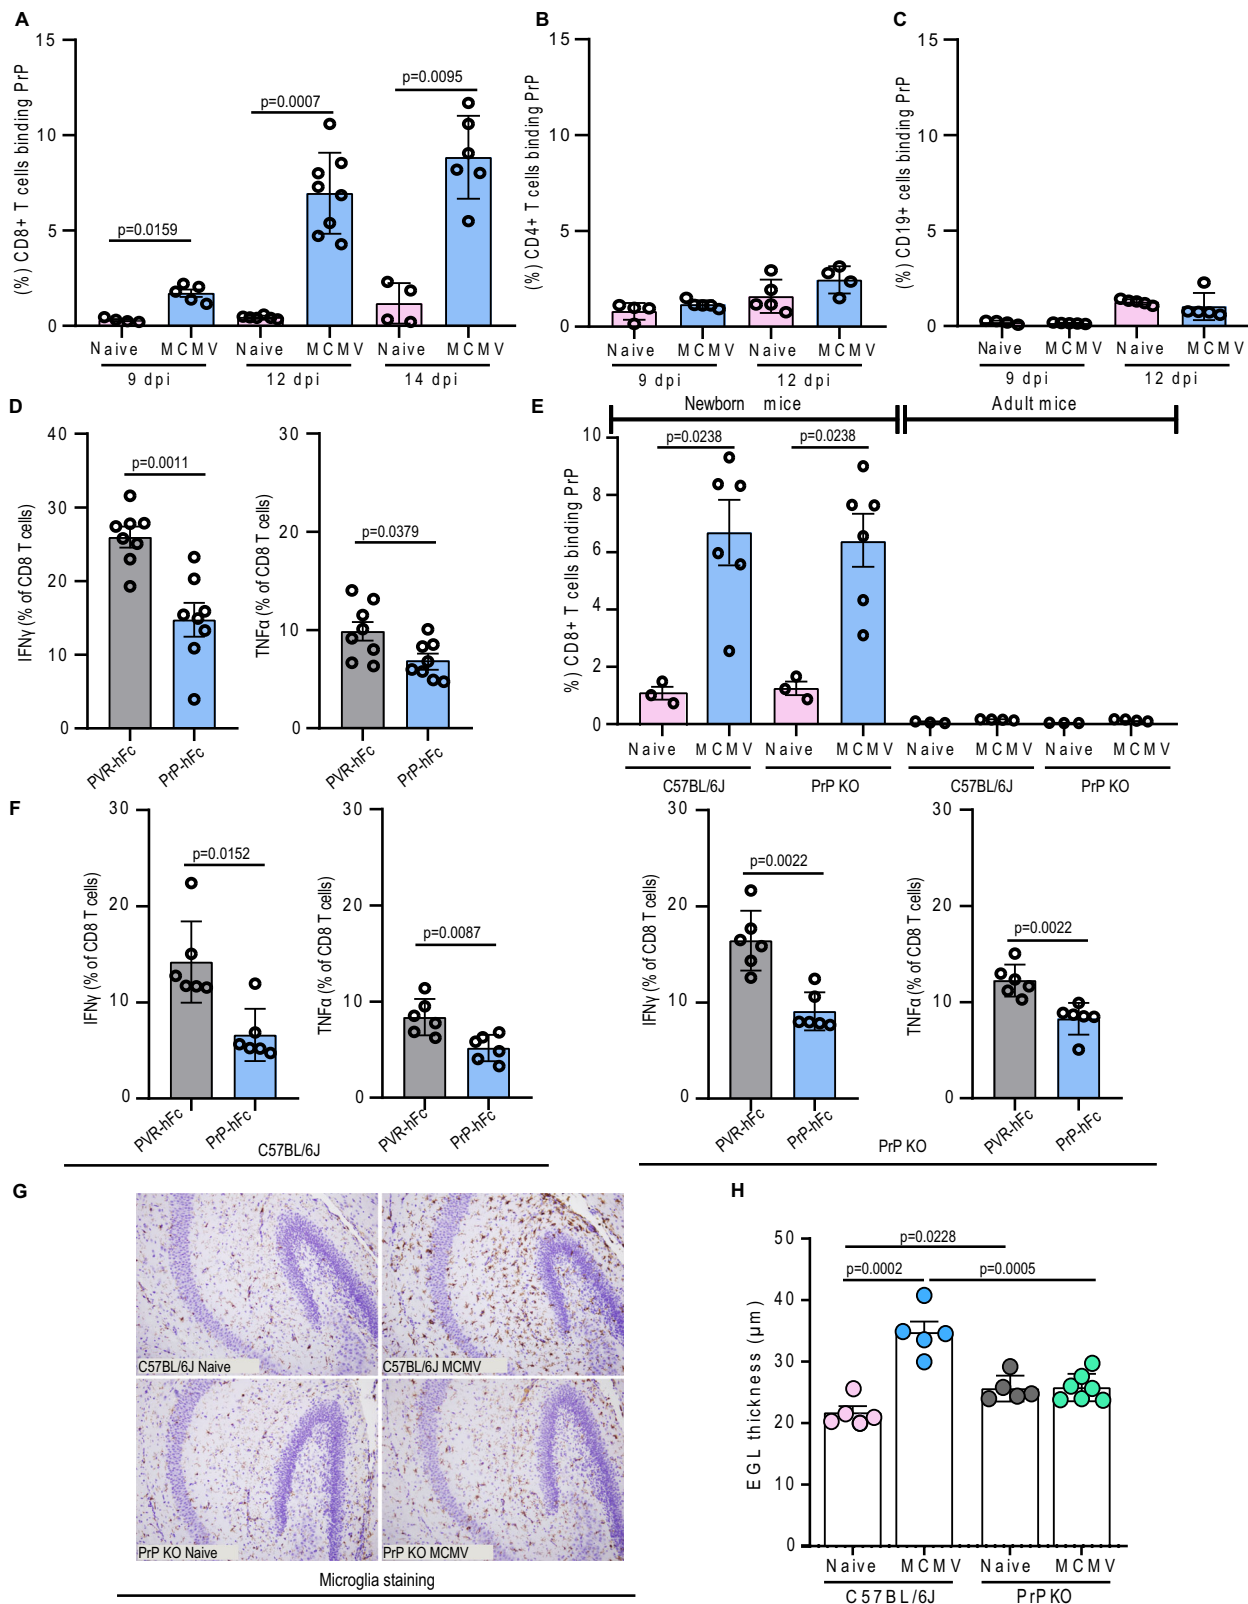 A
(%) CD8+ T cells binding PrP
15
10
5
0
p=0.0159
p=0.0007
p=0.0095
Naive MCMV Naive MCMV Naive MCMV
9 dpi 12 dpi 14 dpi
B
(%) CD4+ T cells binding PrP
15
10
5
0
Naive MCMV Naive MCMV
9 dpi 12 dpi
C
(%) CD19+ cells binding PrP
15
10
5
0
Naive MCMV Naive MCMV
9 dpi 12 dpi
D
IFNγ (% of CD8 T cells)
40
30
20
10
0
p=0.0011
PVR-hFc PrP-hFc
TNFα (% of CD8 T cells)
30
20
10
0
p=0.0379
PVR-hFc PrP-hFc
E
Newborn mice Adult mice
%) CD8+ T cells binding PrP
10
8
6
4
2
0
p=0.0238 p=0.0238
Naive MCMV Naive MCMV Naive MCMV Naive MCMV
C57BL/6J PrP KO C57BL/6J PrP KO
F
IFNγ (% of CD8 T cells)
30
20
10
0
p=0.0152
PVR-hFc PrP-hFc
TNFα (% of CD8 T cells)
30
20
10
0
p=0.0087
PVR-hFc PrP-hFc
C57BL/6J
IFNγ (% of CD8 T cells)
30
20
10
0
p=0.0022
PVR-hFc PrP-hFc
TNFα (% of CD8 T cells)
30
20
10
0
p=0.0022
PVR-hFc PrP-hFc
PrP KO
G
C57BL/6J Naive
C57BL/6J MCMV
PrP KO Naive
PrP KO MCMV
Microglia staining
H
EGL thickness (µm)
50
40
30
20
10
0
p=0.0228
p=0.0002 p=0.0005
Naive MCMV Naive MCMV
C57BL/6J PrP KO